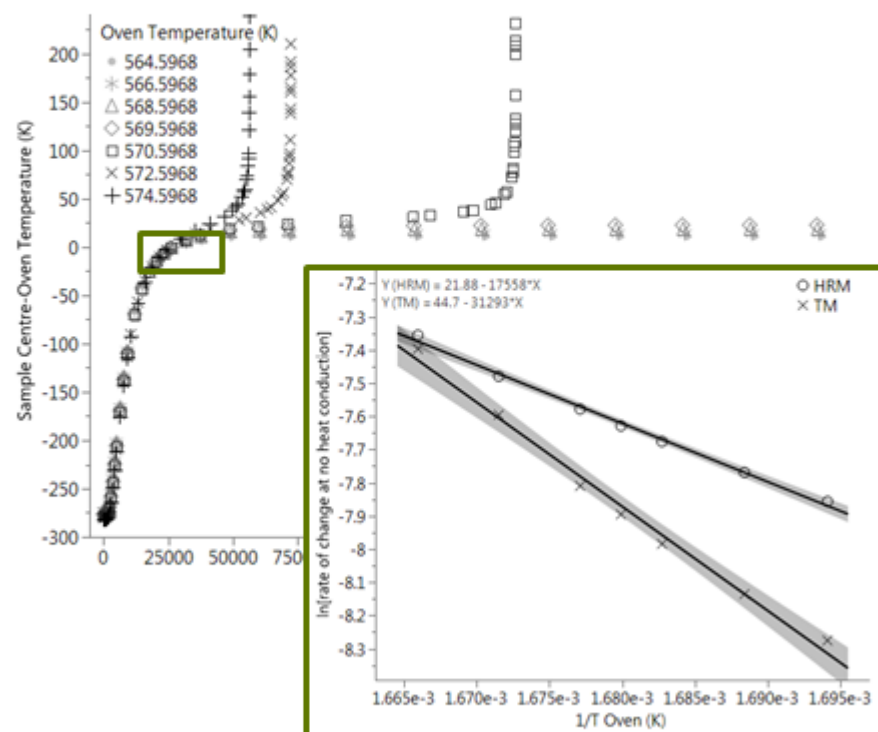 Oven Temperature (K)
564.5968
566.5968
568.5968
569.5968
570.5968
572.5968
574.5968
Sample Centre-Oven Temperature (K)
200
150
100
50
0
-50
-100
-150
-200
-250
-300
0
25000
50000
7500
Y (HRM) = 21.88 - 17558*X
Y (TM) = 44.7 - 31293*X
HRM
TM
ln[rate of change at no heat conduction]
-7.2
-7.3
-7.4
-7.5
-7.6
-7.7
-7.8
-7.9
-8
-8.1
-8.2
-8.3
1.665e-3
1.670e-3
1.675e-3
1.680e-3
1.685e-3
1.690e-3
1.695e-3
1/T Oven (K)